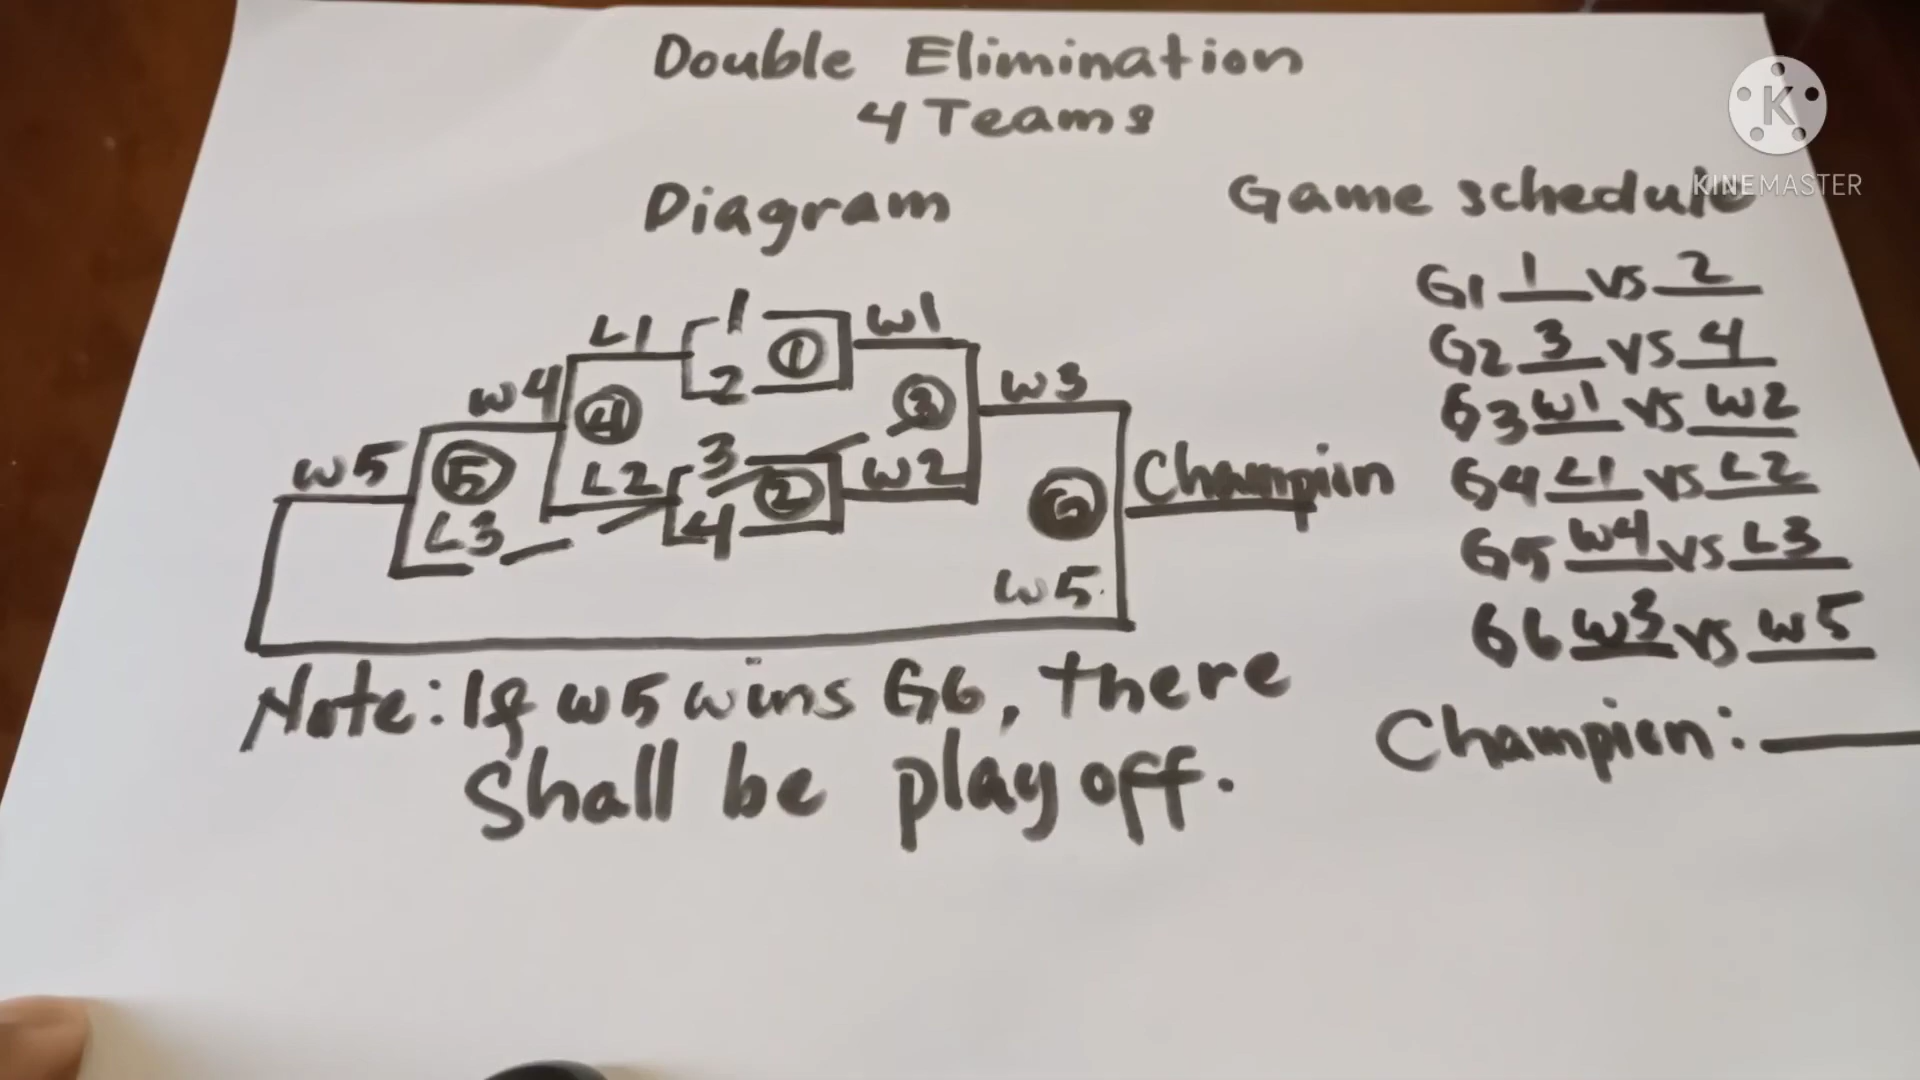 Double Elimination
4 Teams
Diagram
L1
1
2
①
W1
W4
④
③
W3
W5
⑤
L2
3
4
②
W2
L3
⑥
Champion
W5
Note: If W5 wins G6, there
Shall be play off.
Game schedule
G1 1 vs 2
G2 3 vs 4
G3 W1 vs W2
G4 L1 vs L2
G5 W4 vs L3
G6 W3 vs W5
Champion:
K
KINEMASTER